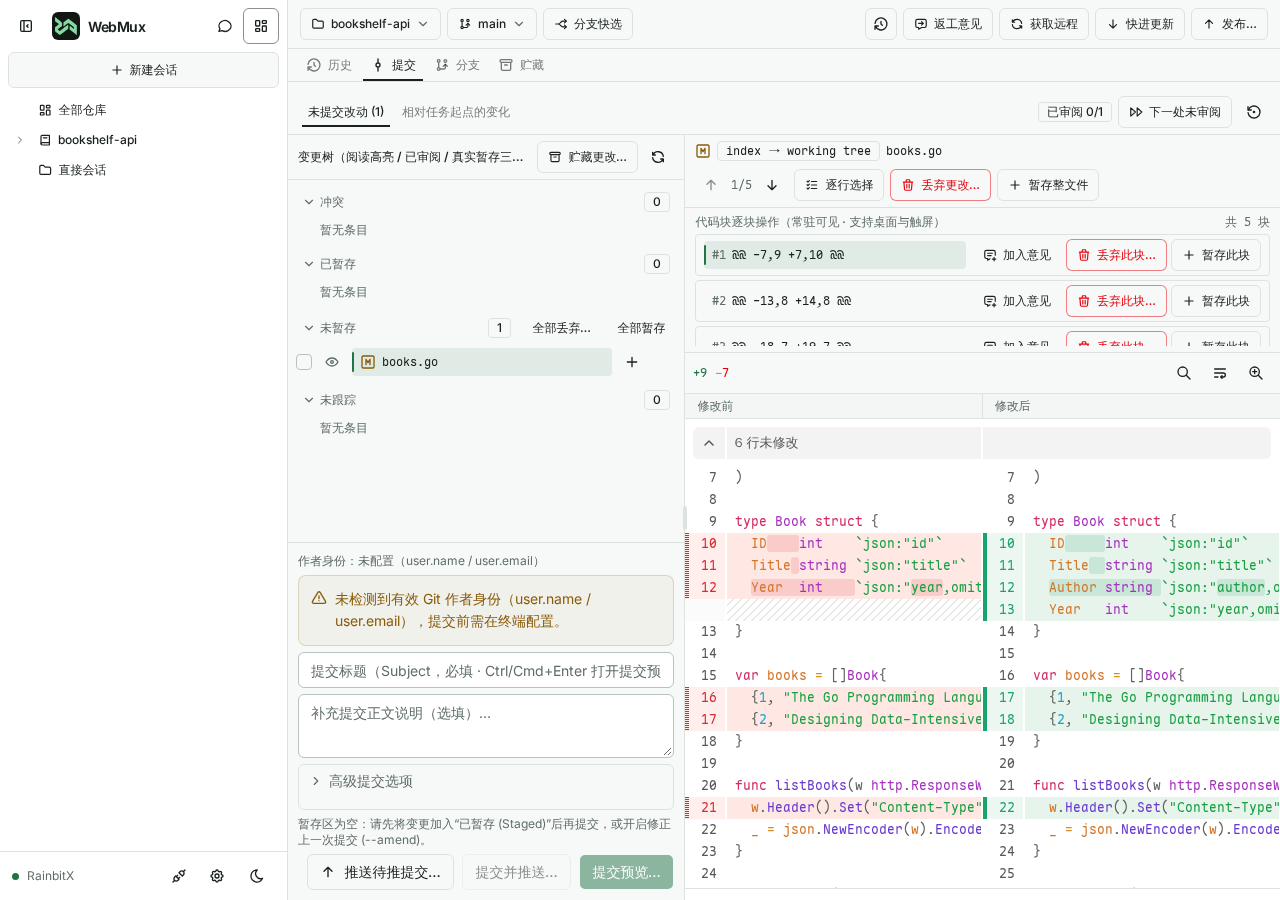 WebMux
新建会话
全部仓库
bookshelf-api
直接会话
RainbitX
bookshelf-api
main
分支快选
返工意见
获取远程
快进更新
发布...
历史
提交
分支
贮藏
未提交改动 (1)
相对任务起点的变化
已审阅 0/1
下一处未审阅
变更树（阅读高亮 / 已审阅 / 真实暂存三...
贮藏更改...
冲突
0
暂无条目
已暂存
0
暂无条目
未暂存
1
全部丢弃...
全部暂存
M books.go
未跟踪
0
暂无条目
作者身份：未配置（user.name / user.email）
未检测到有效 Git 作者身份（user.name /
user.email），提交前需在终端配置。
提交标题（Subject，必填 · Ctrl/Cmd+Enter 打开提交预
补充提交正文说明（选填）...
高级提交选项
暂存区为空：请先将变更加入“已暂存 (Staged)”后再提交，或开启修正
上一次提交 (--amend)。
推送待推提交...
提交并推送...
提交预览...
M index → working tree books.go
1/5
逐行选择
丢弃更改...
暂存整文件
代码块逐块操作（常驻可见 · 支持桌面与触屏）
共 5 块
#1 @@ -7,9 +7,10 @@
加入意见
丢弃此块...
暂存此块
#2 @@ -13,8 +14,8 @@
加入意见
丢弃此块...
暂存此块
+9 -7
修改前
修改后
6 行未修改
7 )
8
9 type Book struct {
10 ID    int    `json:"id"`
11 Title string `json:"title"`
12 Year  int    `json:"year,omit
13 }
14
15 var books = []Book{
16 {1, "The Go Programming Langu
17 {2, "Designing Data-Intensive
18 }
19
20 func listBooks(w http.ResponseW
21 w.Header().Set("Content-Type"
22 _ = json.NewEncoder(w).Encode
23 }
24
7 )
8
9 type Book struct {
10 ID     int    `json:"id"`
11 Title  string `json:"title"`
12 Author string `json:"author,o
13 Year   int    `json:"year,omi
14 }
15
16 var books = []Book{
17 {1, "The Go Programming Langu
18 {2, "Designing Data-Intensive
19 }
20
21 func listBooks(w http.ResponseW
22 w.Header().Set("Content-Type"
23 _ = json.NewEncoder(w).Encode
24 }
25